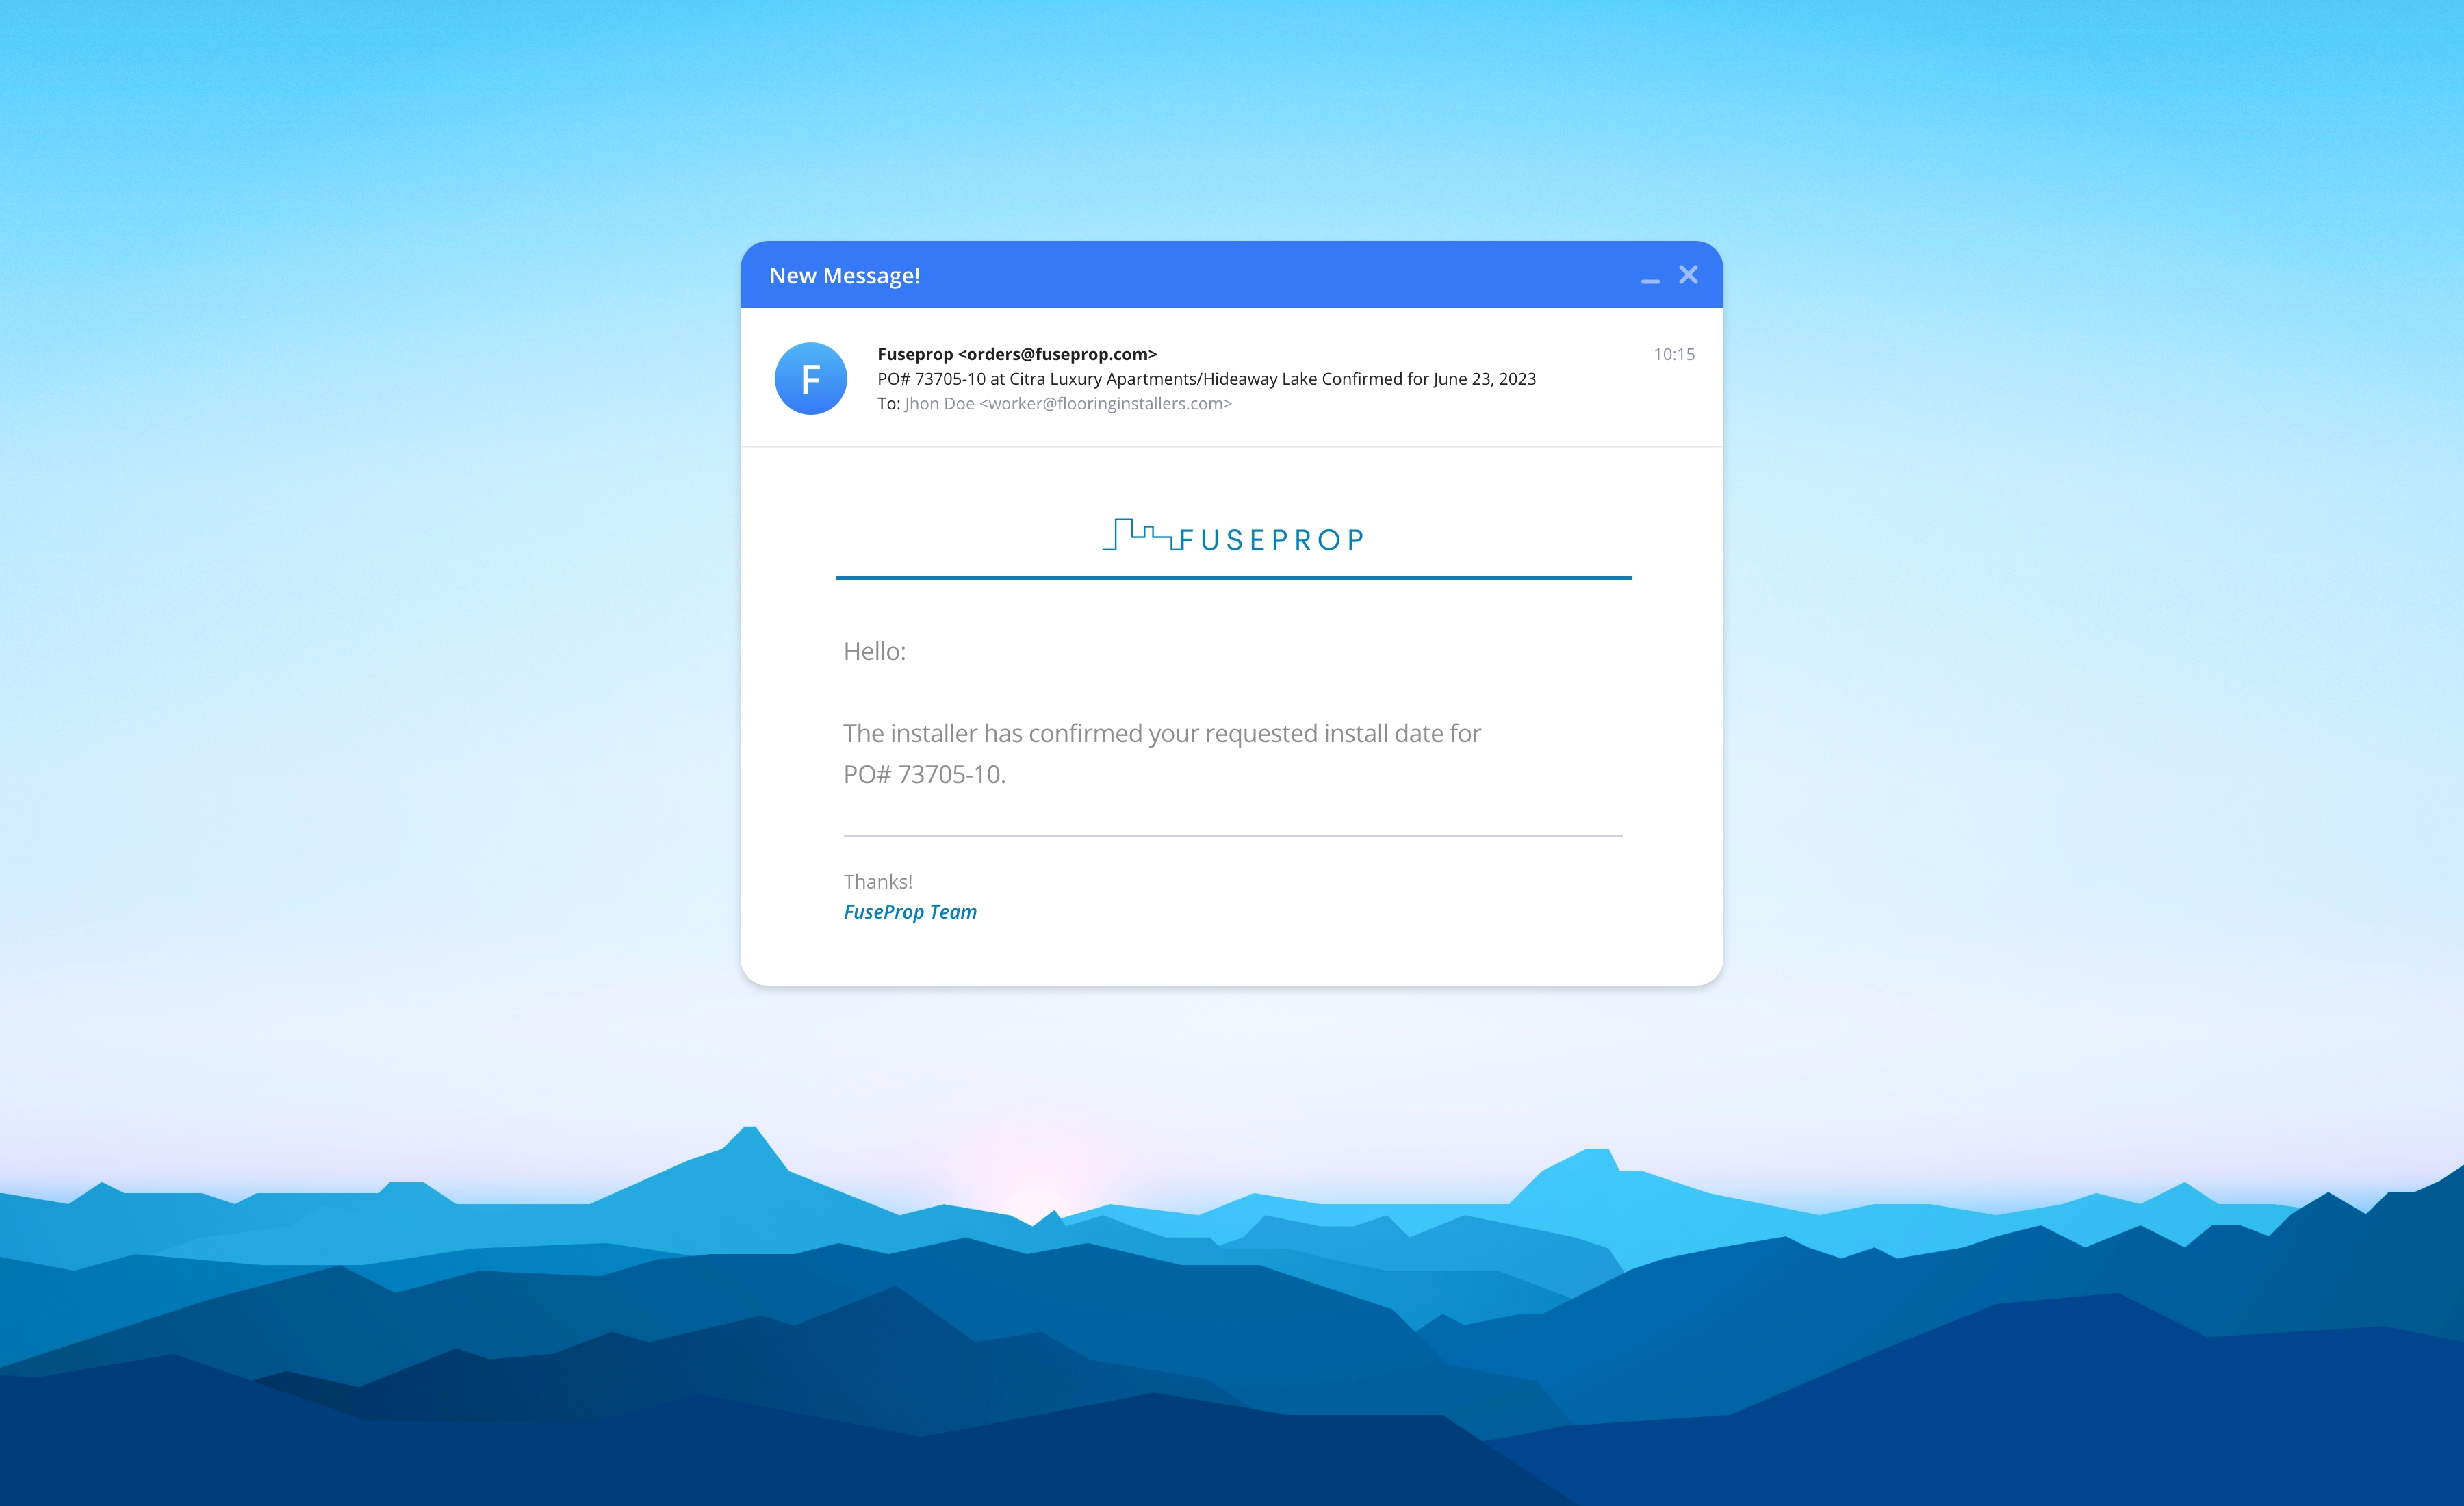 New Message!
F
Fuseprop <orders@fuseprop.com>
10:15
PO# 73705-10 at Citra Luxury Apartments/Hideaway Lake Confirmed for June 23, 2023
To: Jhon Doe <worker@flooringinstallers.com>
FUSEPROP
Hello:
The installer has confirmed your requested install date for
PO# 73705-10.
Thanks!
FuseProp Team